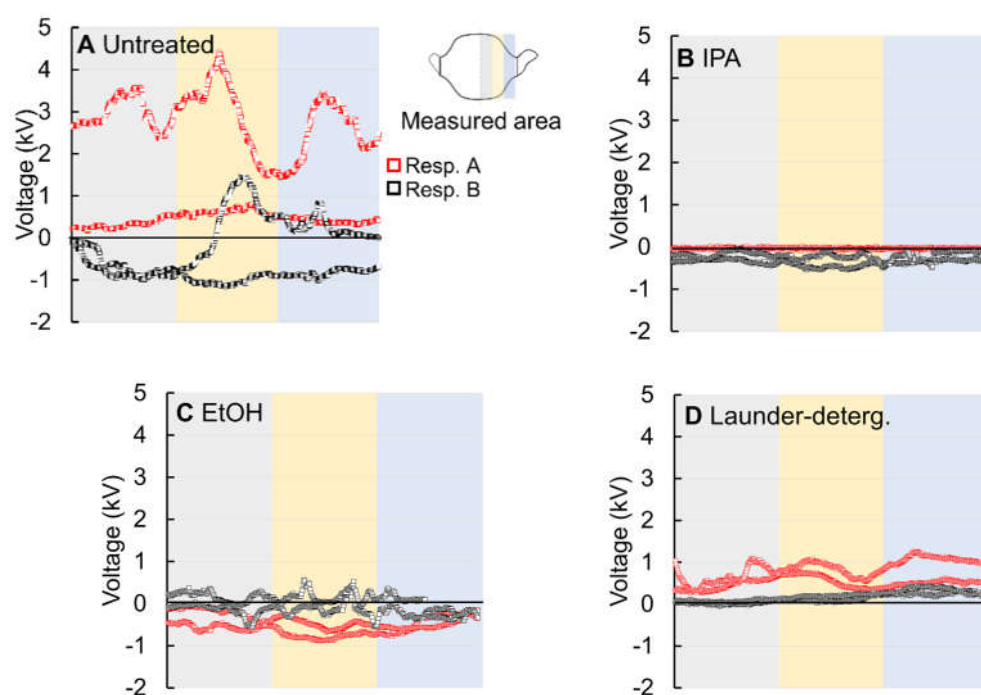 A Untreated
5
4
3
2
1
0
-1
-2
Voltage (kV)
Measured area
Resp. A
Resp. B
B IPA
5
4
3
2
1
0
-1
-2
Voltage (kV)
C EtOH
5
4
3
2
1
0
-1
-2
Voltage (kV)
D Launder-deterg.
5
4
3
2
1
0
-1
-2
Voltage (kV)